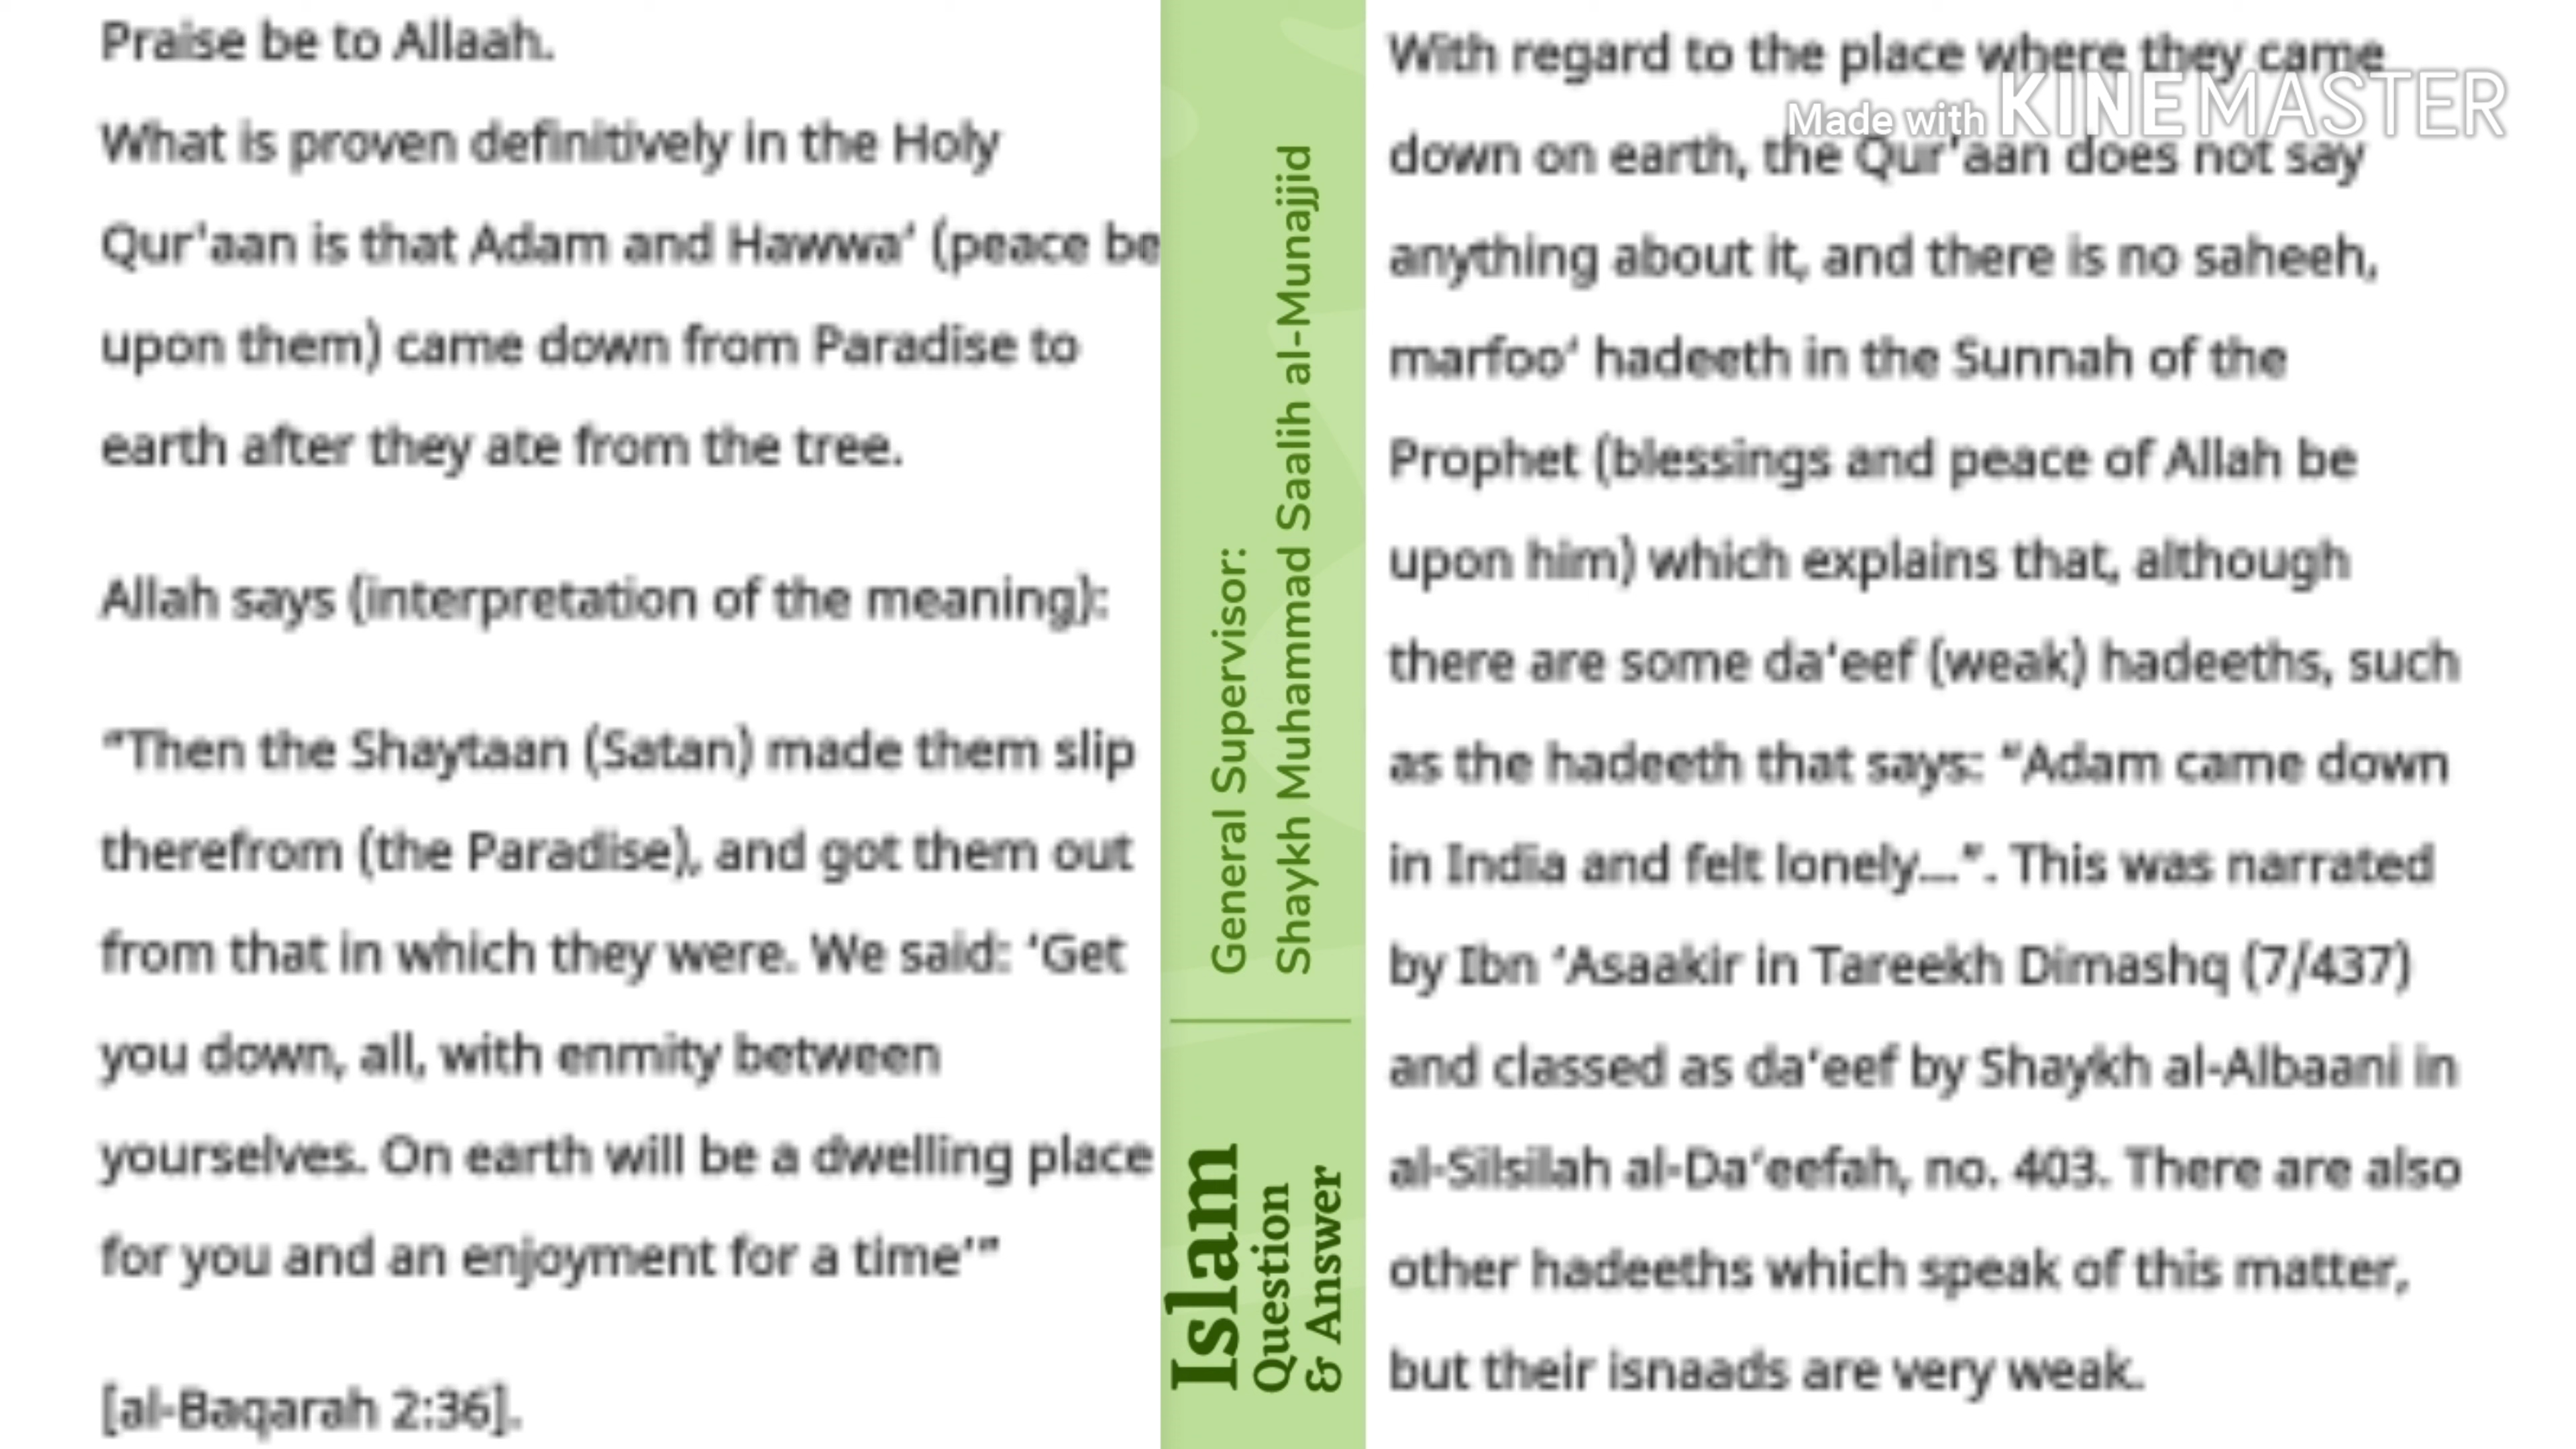 Praise be to Allaah.
What is proven definitively in the Holy
Qur'aan is that Adam and Hawwa' (peace be
upon them) came down from Paradise to
earth after they ate from the tree.
Allah says (interpretation of the meaning):
“Then the Shaytaan (Satan) made them slip
therefrom (the Paradise), and got them out
from that in which they were. We said: ‘Get
you down, all, with enmity between
yourselves. On earth will be a dwelling place
for you and an enjoyment for a time’”
[al-Baqarah 2:36].
General Supervisor:
Shaykh Muhammad Saalih al-Munajjid
Islam
Question
& Answer
With regard to the place where they came
down on earth, the Qur'aan does not say
anything about it, and there is no saheeh,
marfoo' hadeeth in the Sunnah of the
Prophet (blessings and peace of Allah be
upon him) which explains that, although
there are some da'eef (weak) hadeeths, such
as the hadeeth that says: “Adam came down
in India and felt lonely...”. This was narrated
by Ibn ‘Asaakir in Tareekh Dimashq (7/437)
and classed as da'eef by Shaykh al-Albaani in
al-Silsilah al-Da'eefah, no. 403. There are also
other hadeeths which speak of this matter,
but their isnaads are very weak.
Made with KINEMASTER